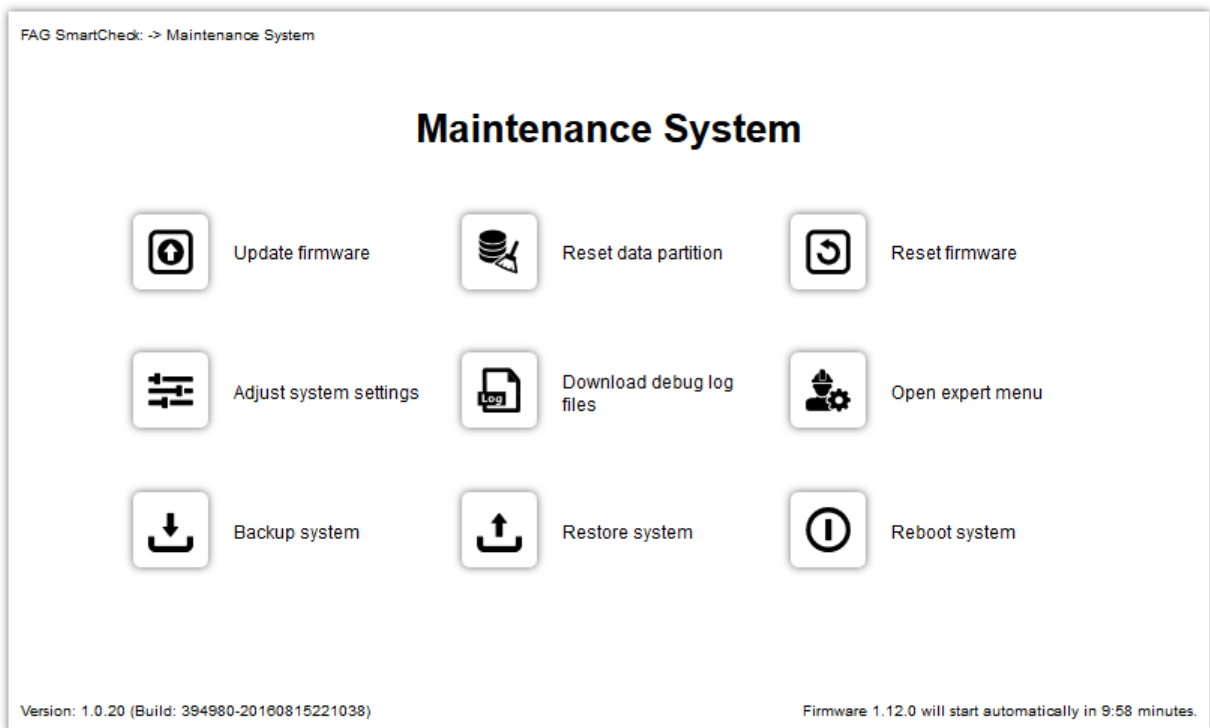 FAG SmartCheck: -> Maintenance System
Maintenance System
Update firmware
Reset data partition
Reset firmware
Adjust system settings
Download debug log
files
Log
Open expert menu
Backup system
Restore system
Reboot system
Version: 1.0.20 (Build: 394980-20160815221038)
Firmware 1.12.0 will start automatically in 9:58 minutes.